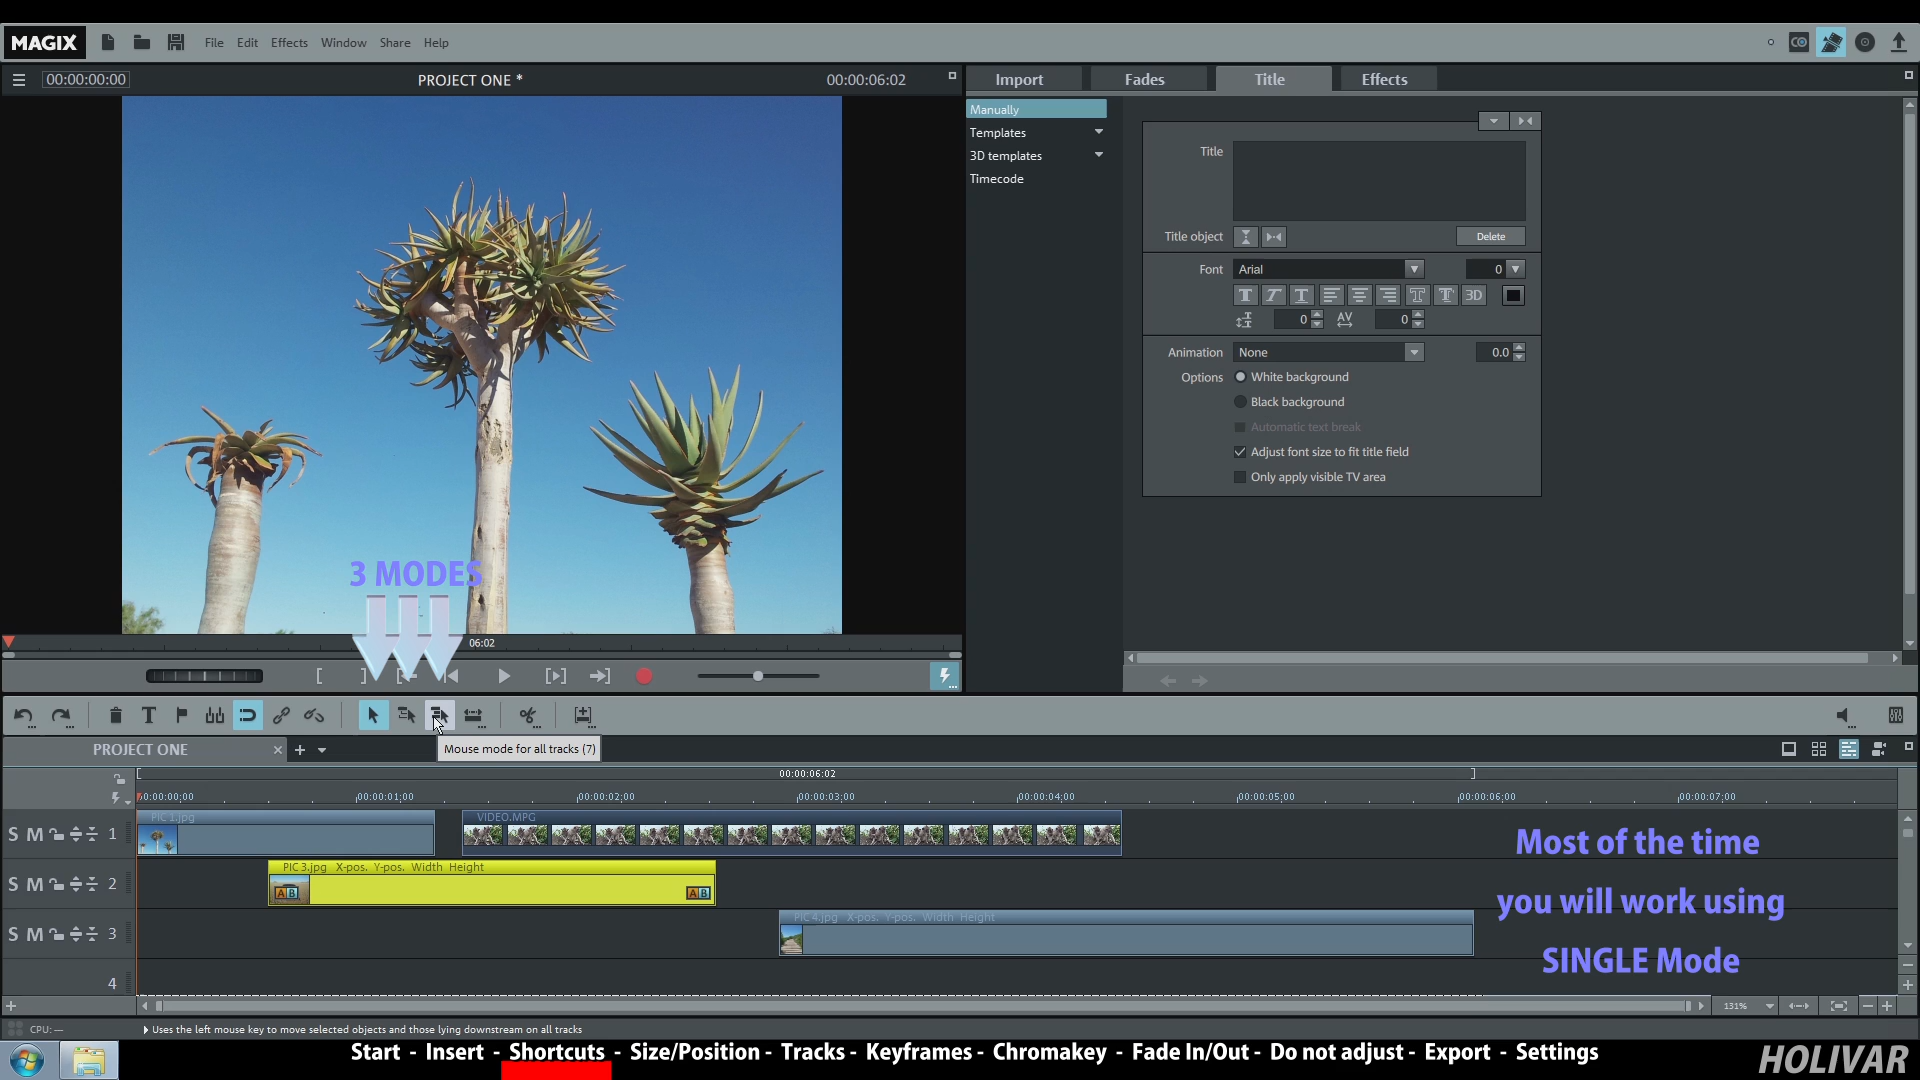 MAGIX File Edit Effects Window Share Help
00:00:00:00 PROJECT ONE * 00:00:06:02
Import Fades Title Effects
Manually
Templates
3D templates
Timecode
Title
Title object Delete
Font Arial 0
3D
0 AV 0
Animation None 0.0
Options White background
Black background
Automatic text break
Adjust font size to fit title field
Only apply visible TV area
3 MODES
06:02
PROJECT ONE
Mouse mode for all tracks (7)
00:00:06:02
00:00:00;00 00:00:01;00 00:00:02;00 00:00:03;00 00:00:04;00 00:00:05;00 00:00:06;00 00:00:07;00
PIC 1.jpg VIDEO.MPG
S M 1
PIC 3.jpg X-pos. Y-pos. Width Height
S M 2 AB AB
PIC 4.jpg X-pos. Y-pos. Width Height
S M 3
4
Most of the time
you will work using
SINGLE Mode
131%
CPU: — Uses the left mouse key to move selected objects and those lying downstream on all tracks
Start - Insert - Shortcuts - Size/Position - Tracks - Keyframes - Chromakey - Fade In/Out - Do not adjust - Export - Settings
HOLIVAR